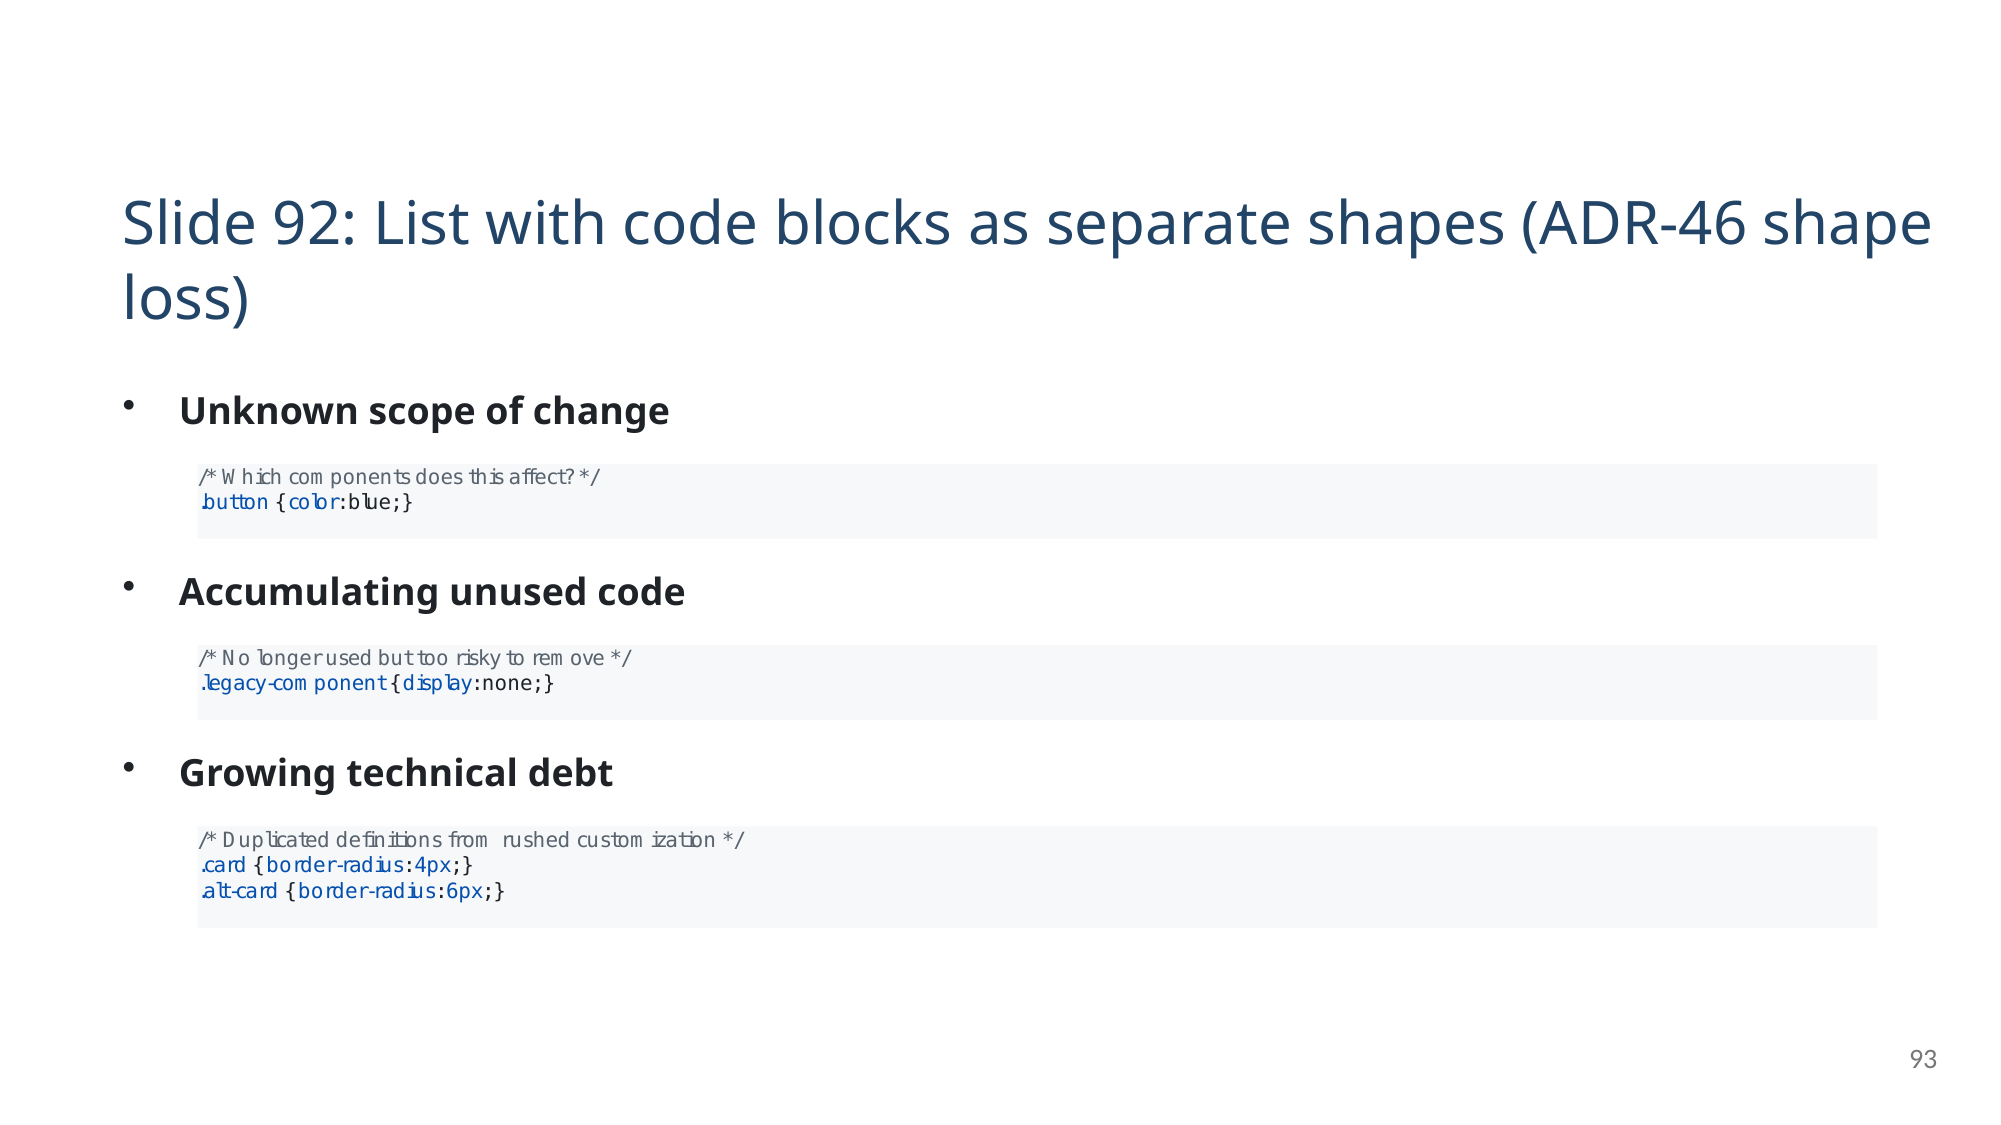 Slide 92: List with code blocks as separate shapes (ADR-46 shape
loss)
• Unknown scope of change
/* Which components does this affect? */
.button { color: blue; }
• Accumulating unused code
/* No longer used but too risky to remove */
.legacy-component { display: none; }
• Growing technical debt
/* Duplicated definitions from rushed customization */
.card { border-radius: 4px; }
.alt-card { border-radius: 6px; }
93